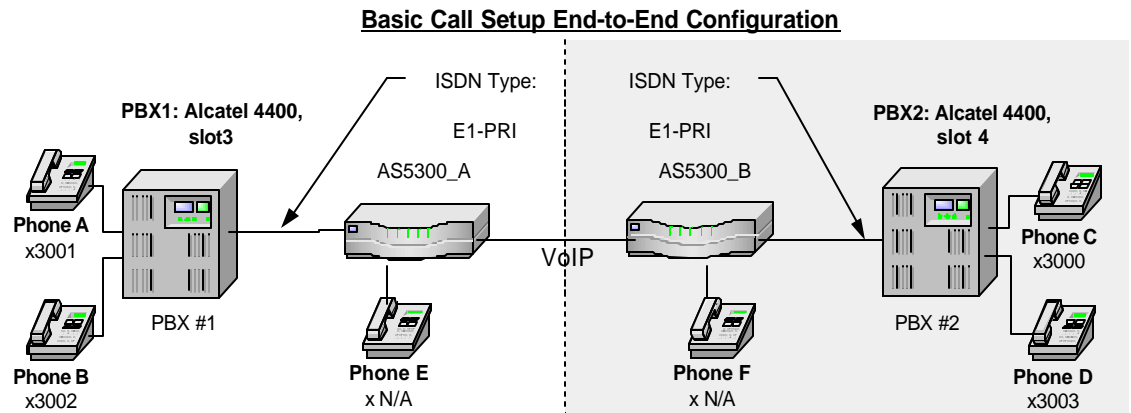 Basic Call Setup End-to-End Configuration
ISDN Type:
ISDN Type:
PBX1: Alcatel 4400,
slot3
E1-PRI
E1-PRI
PBX2: Alcatel 4400,
slot 4
AS5300_A
AS5300_B
Phone A
x3001
VoIP
Phone C
x3000
PBX #1
PBX #2
Phone B
x3002
Phone E
x N/A
Phone F
x N/A
Phone D
x3003